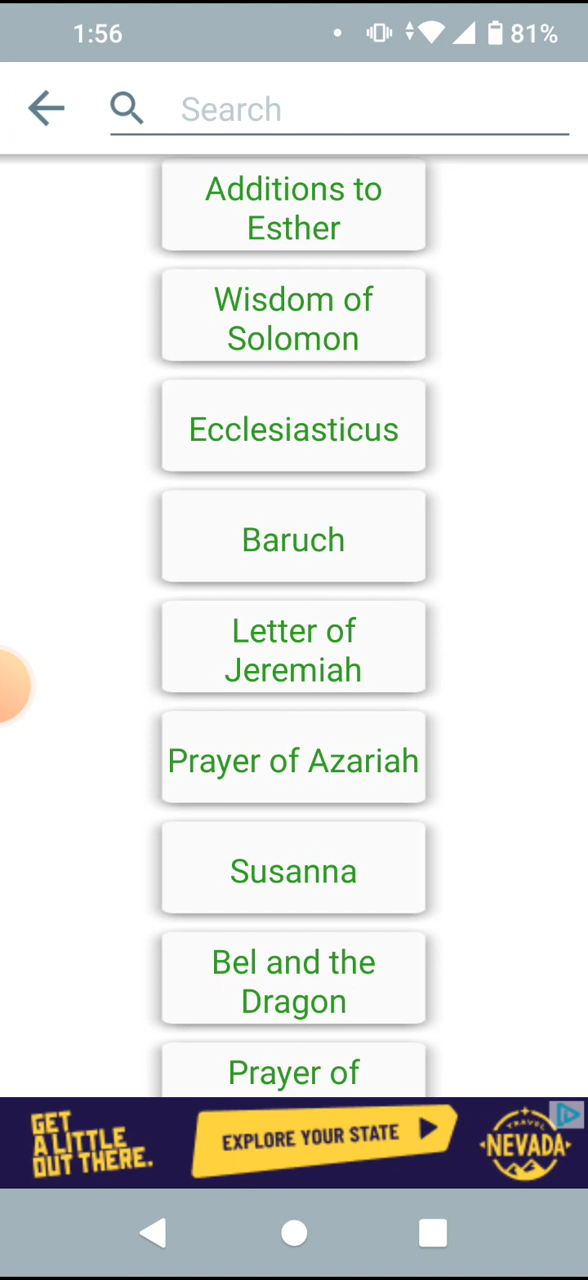 1:56
81%
Search
Additions to
Esther
Wisdom of
Solomon
Ecclesiasticus
Baruch
Letter of
Jeremiah
Prayer of Azariah
Susanna
Bel and the
Dragon
Prayer of
GET
A LITTLE
OUT THERE.
EXPLORE YOUR STATE
TRAVEL
NEVADA